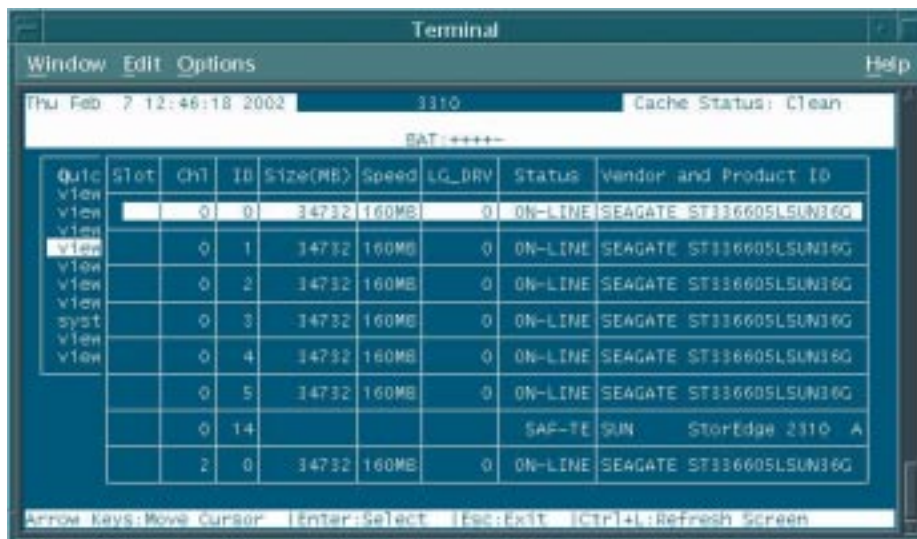 Terminal
Window Edit Options Help
Thu Feb 7 12:46:18 2002 3310 Cache Status: Clean
BAT:++++-
Quic Slot Chl ID Size(MB) Speed LG_DRV Status Vendor and Product ID
view
view 0 0 34732 160MB 0 ON-LINE SEAGATE ST336605LSUN36G
view
view 0 1 34732 160MB 0 ON-LINE SEAGATE ST336605LSUN36G
view
view 0 2 34732 160MB 0 ON-LINE SEAGATE ST336605LSUN36G
view
syst 0 3 34732 160MB 0 ON-LINE SEAGATE ST336605LSUN36G
view
view 0 4 34732 160MB 0 ON-LINE SEAGATE ST336605LSUN36G
0 5 34732 160MB 0 ON-LINE SEAGATE ST336605LSUN36G
0 14 SAF-TE SUN StorEdge 2310 A
2 0 34732 160MB 0 ON-LINE SEAGATE ST336605LSUN36G
Arrow Keys:Move Cursor |Enter:Select |Esc:Exit |Ctrl+L:Refresh Screen